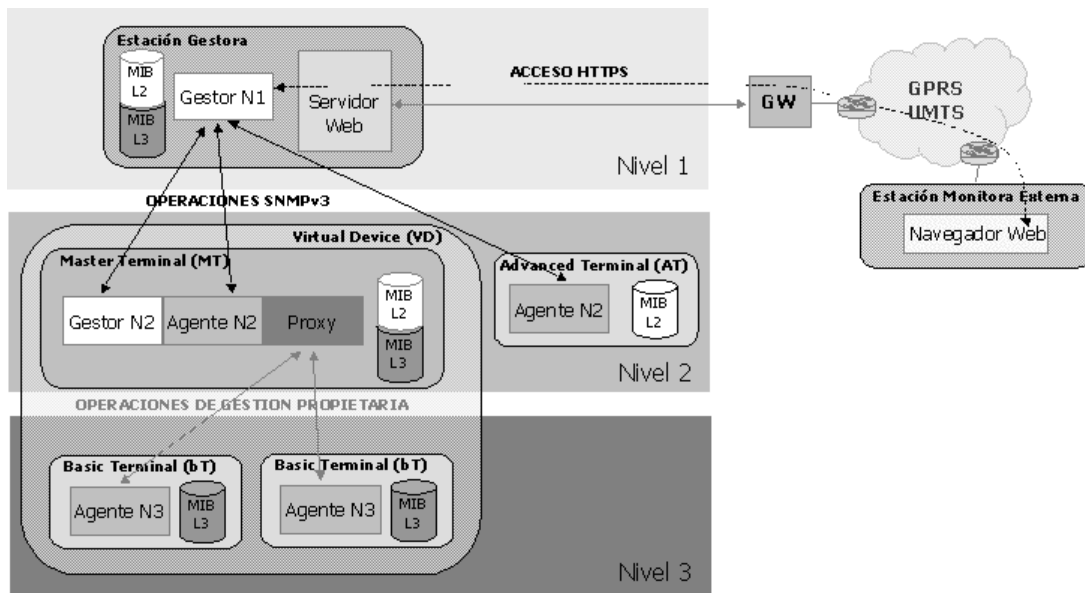 Estación Gestora
MIB
L2
MIB
L3
Gestor N1
Servidor
Web
ACCESO HTTPS
GW
GPRS
UMTS
Nivel 1
Estación Monitora Externa
Navegador Web
OPERACIONES SNMPv3
Virtual Device (VD)
Master Terminal (MT)
Gestor N2
Agente N2
Proxy
MIB
L2
MIB
L3
Advanced Terminal (AT)
Agente N2
MIB
L2
Nivel 2
OPERACIONES DE GESTION PROPIETARIA
Basic Terminal (bT)
Agente N3
MIB
L3
Basic Terminal (bT)
Agente N3
MIB
L3
Nivel 3